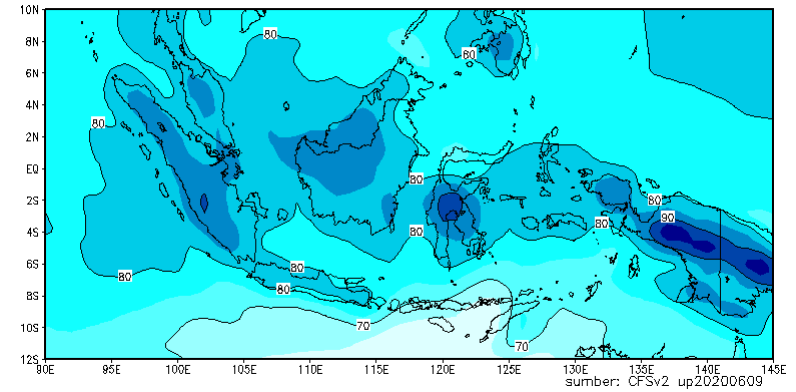 10N
80
8N
80
6N
4N
80
2N
EQ
80
2S
80
90
4S
80
80
80
6S
80
80
8S
10S
70
70
12S
90E 95E 100E 105E 110E 115E 120E 125E 130E 135E 140E 145E
sumber: CFSv2 up20200609